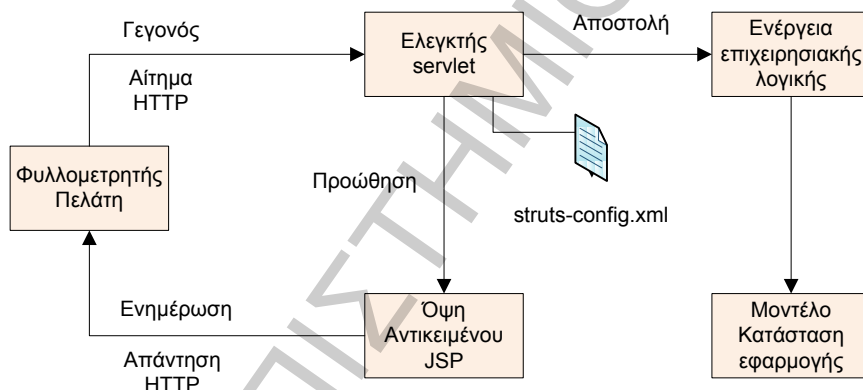 Γεγονός
Αίτημα
HTTP
Ελεγκτής
servlet
Αποστολή
Ενέργεια
επιχειρησιακής
λογικής
Φυλλομετρητής
Πελάτη
Προώθηση
struts-config.xml
Ενημέρωση
Απάντηση
HTTP
Όψη
Αντικειμένου
JSP
Μοντέλο
Κατάσταση
εφαρμογής